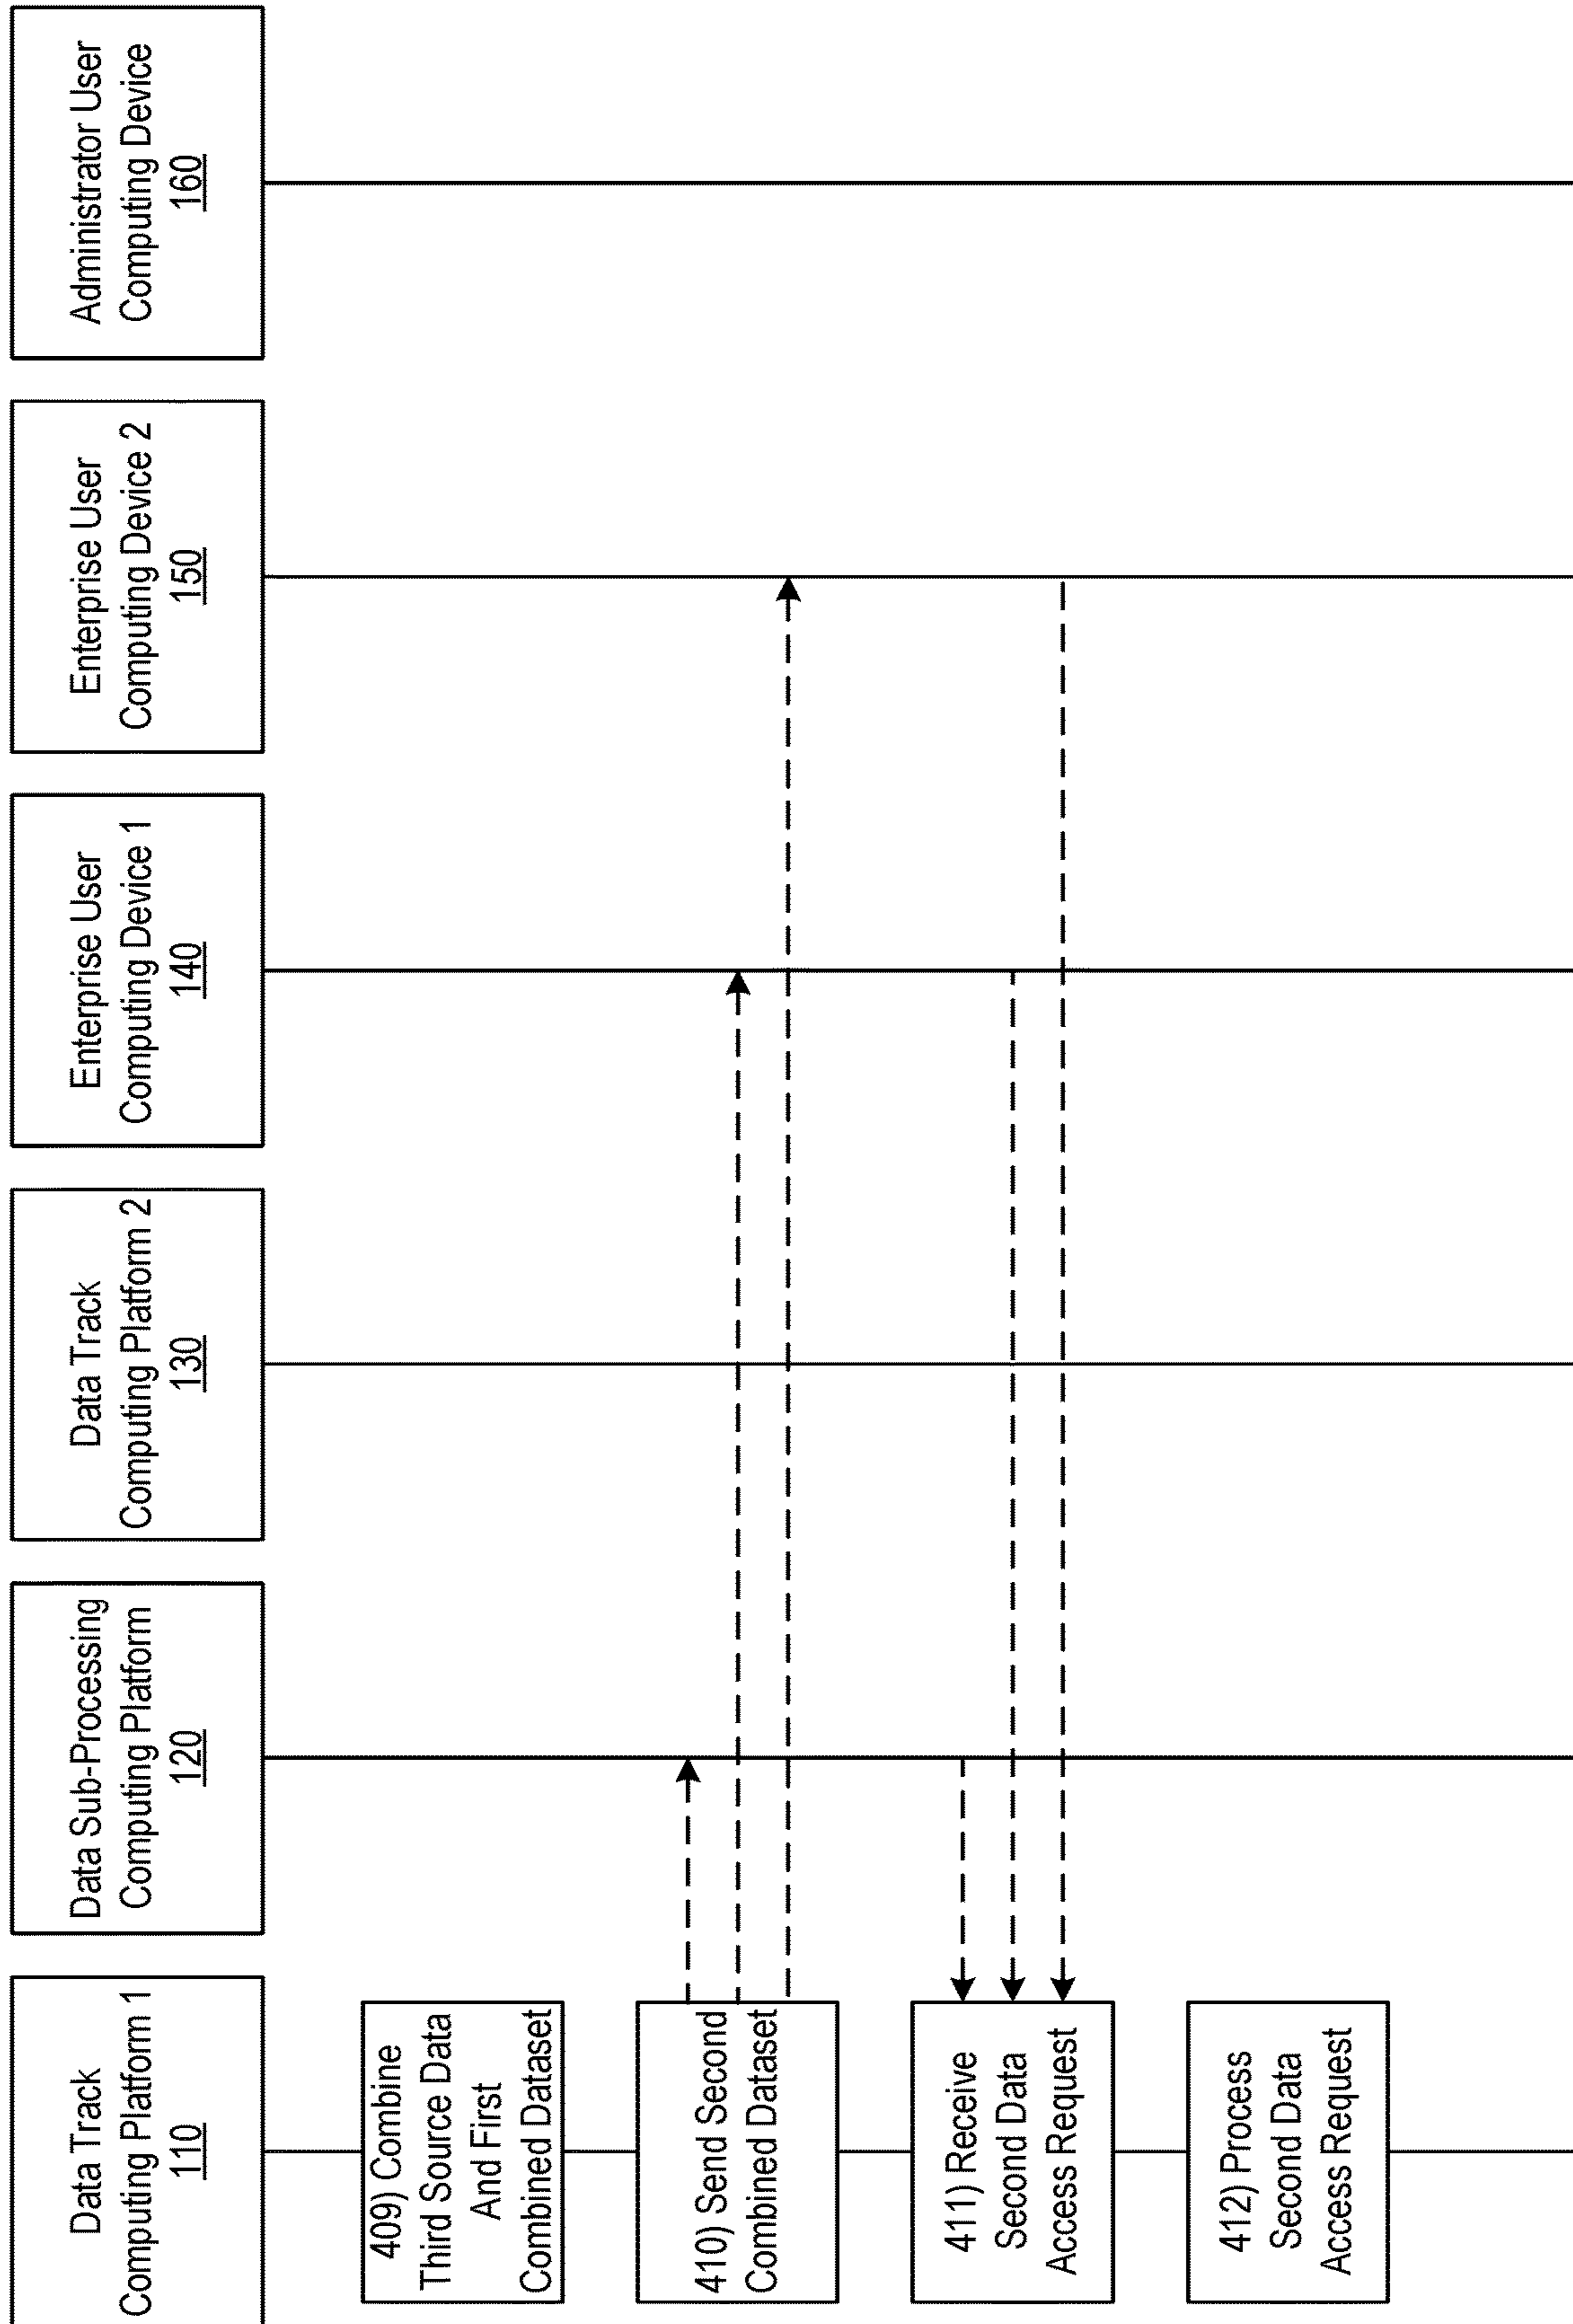 Data Track
Computing Platform 1
110
Data Sub-Processing
Computing Platform
120
Data Track
Computing Platform 2
130
Enterprise User
Computing Device 1
140
Enterprise User
Computing Device 2
150
Administrator User
Computing Device
160
409) Combine
Third Source Data
And First
Combined Dataset
410) Send Second
Combined Dataset
411) Receive
Second Data
Access Request
412) Process
Second Data
Access Request